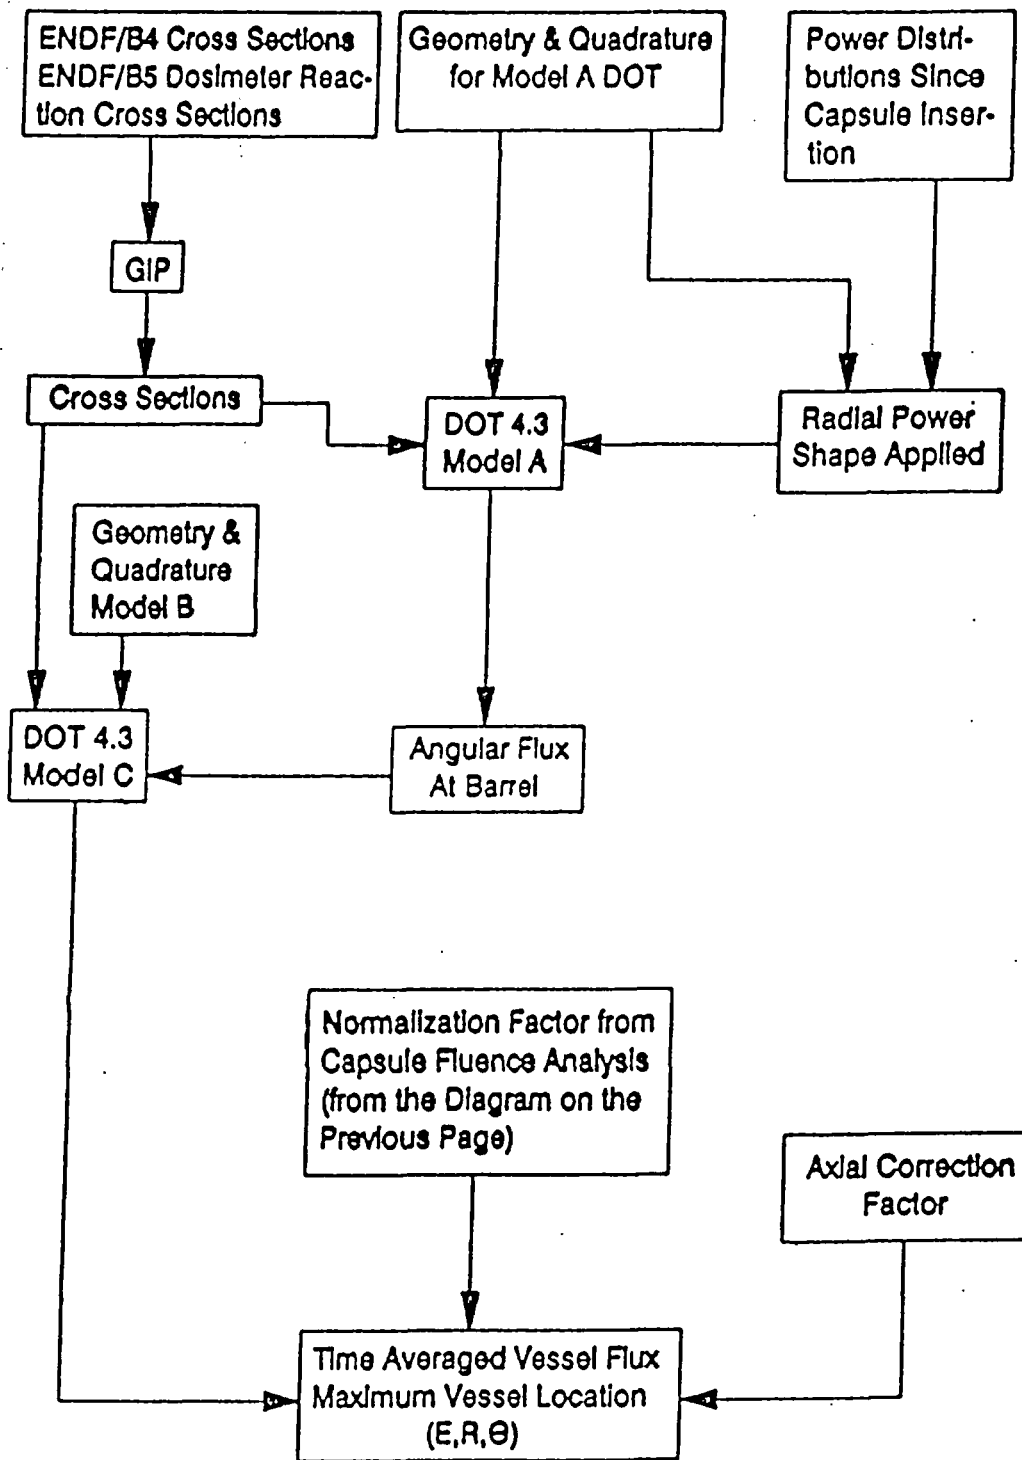 ENDF/B4 Cross Sections
ENDF/B5 Dosimeter Reac-
tion Cross Sections
Geometry & Quadrature
for Model A DOT
Power Distri-
butions Since
Capsule Inser-
tion
GIP
Cross Sections
DOT 4.3
Model A
Radial Power
Shape Applied
Geometry &
Quadrature
Model B
DOT 4.3
Model C
Angular Flux
At Barrel
Normalization Factor from
Capsule Fluence Analysis
(from the Diagram on the
Previous Page)
Axial Correction
Factor
Time Averaged Vessel Flux
Maximum Vessel Location
(E,R,Θ)